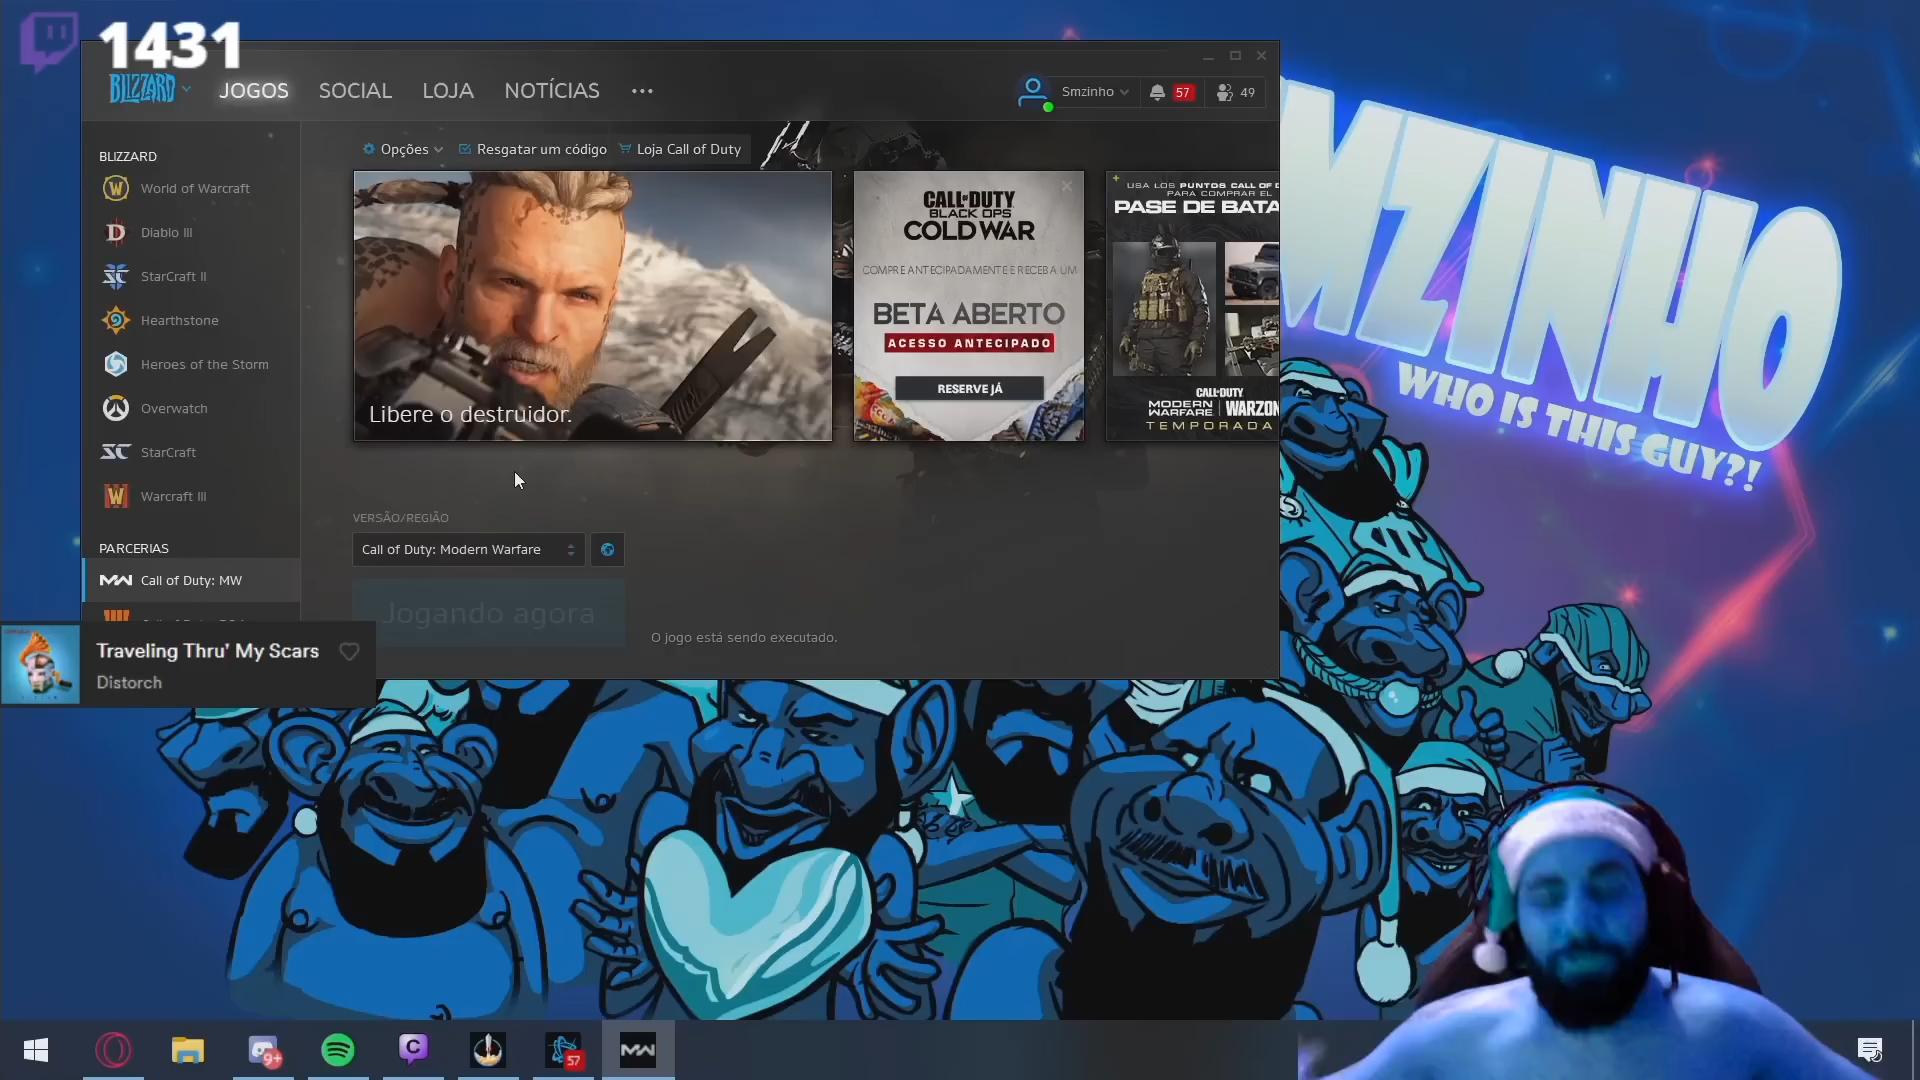 1431
BLIZZARD
JOGOS
SOCIAL
LOJA
NOTÍCIAS
Smzinho
57
49
Opções
Resgatar um código
Loja Call of Duty
BLIZZARD
World of Warcraft
Diablo III
StarCraft II
Hearthstone
Heroes of the Storm
Overwatch
StarCraft
Warcraft III
PARCERIAS
Call of Duty: MW
Libere o destruidor.
CALL OF DUTY
BLACK OPS
COLD WAR
COMPRE ANTECIPADAMENTE E RECEBA UM
BETA ABERTO
ACESSO ANTECIPADO
RESERVE JÁ
USA LOS PUNTOS CALL OF D
PARA COMPRAR EL
PASE DE BATA
CALL OF DUTY
MODERN WARFARE | WARZON
TEMPORADA
VERSÃO/REGIÃO
Call of Duty: Modern Warfare
Jogando agora
O jogo está sendo executado.
Traveling Thru' My Scars
Distorch
MZINHO
WHO IS THIS GUY?!
9+
57